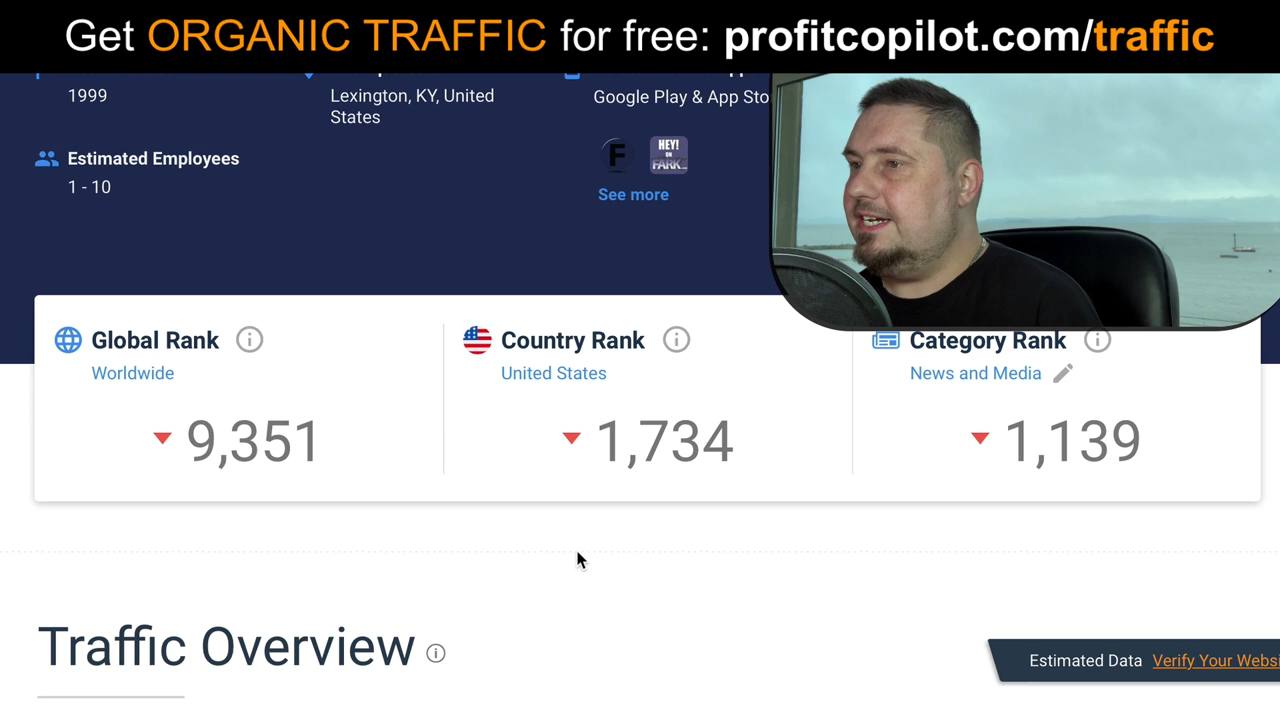 Get ORGANIC TRAFFIC for free: profitcopilot.com/traffic
1999
Lexington, KY, United
States
Google Play & App Sto
Estimated Employees
1 - 10
F
HEY!
ON
FARK
See more
Global Rank
Worldwide
9,351
Country Rank
United States
1,734
Category Rank
News and Media
1,139
Traffic Overview
Estimated Data Verify Your Websi